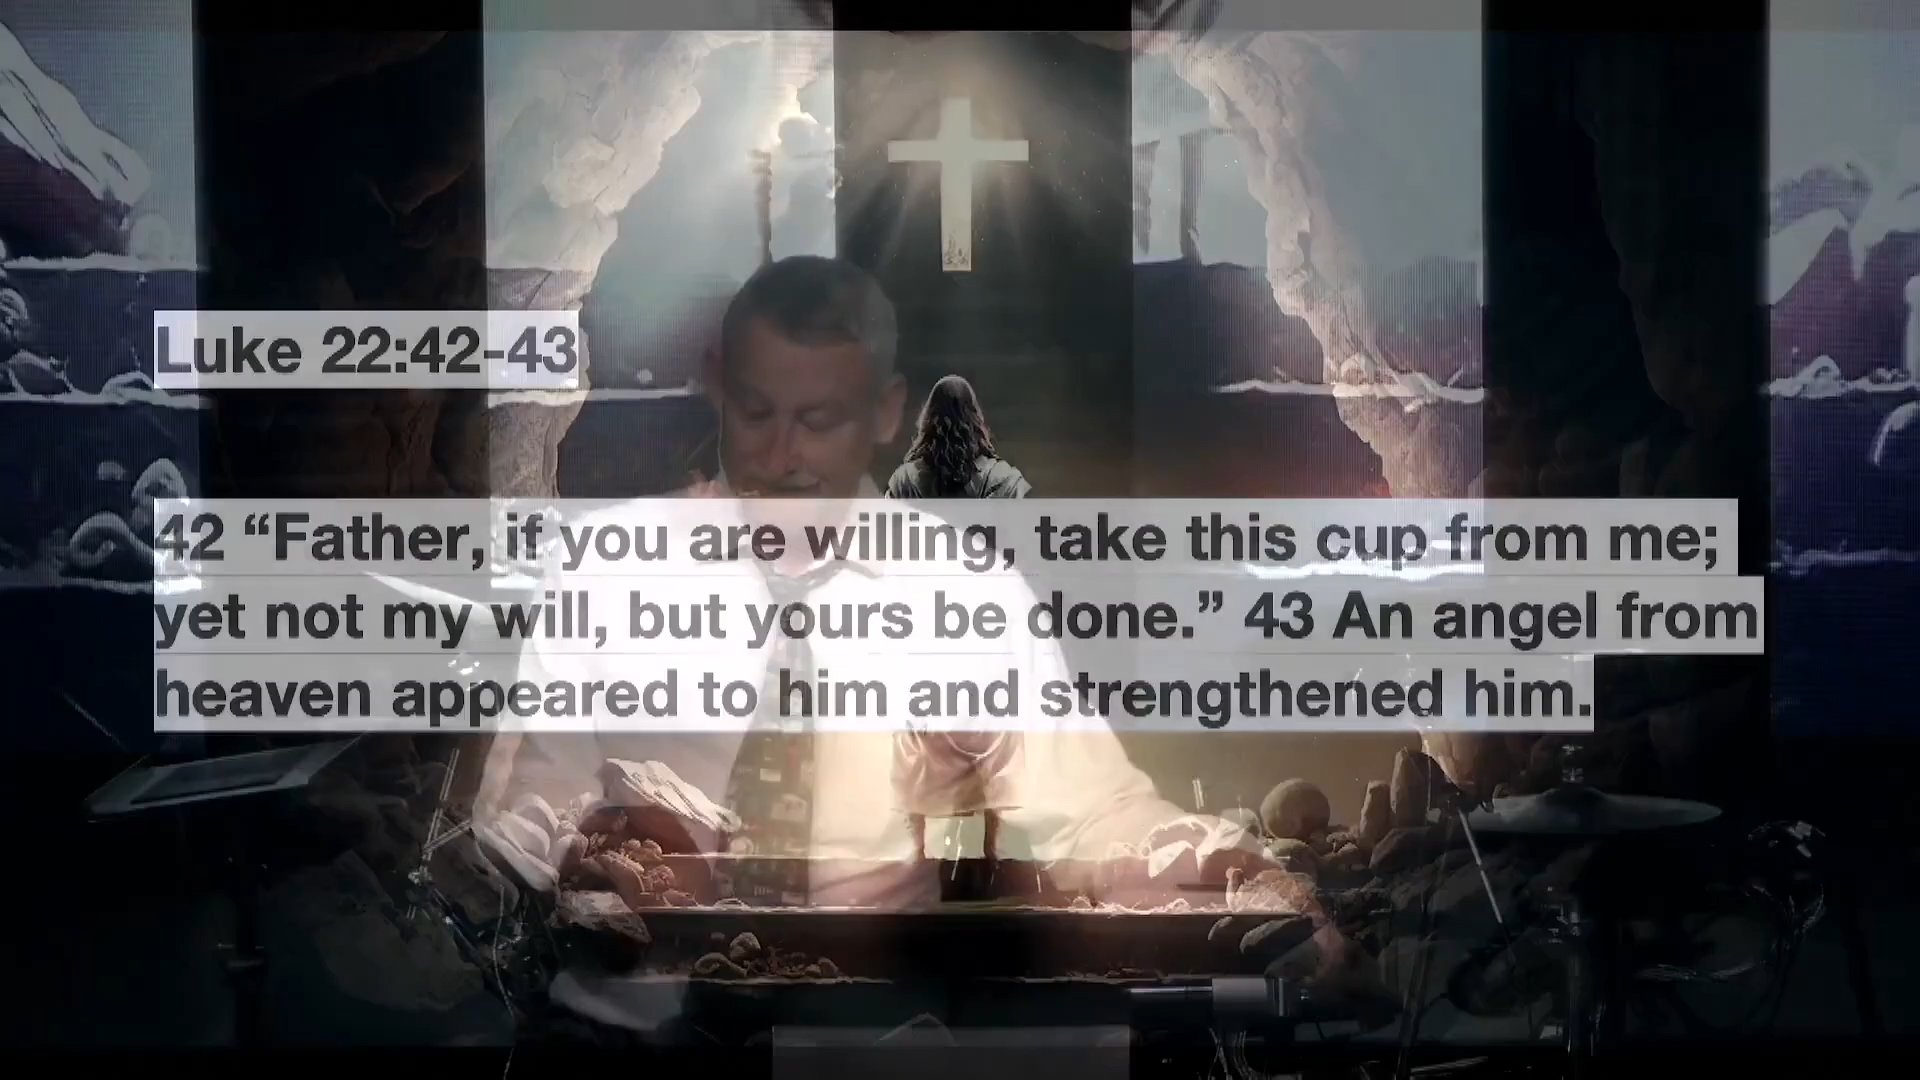 Luke 22:42-43
42 “Father, if you are willing, take this cup from me;
yet not my will, but yours be done.” 43 An angel from
heaven appeared to him and strengthened him.